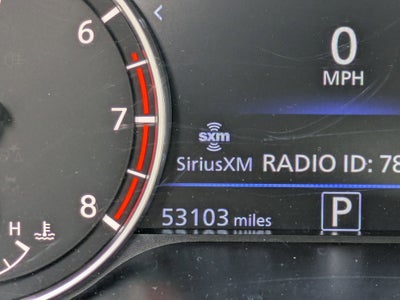 6
7
8
H
0
MPH
sxm
SiriusXM RADIO ID: 78
53103 miles
P